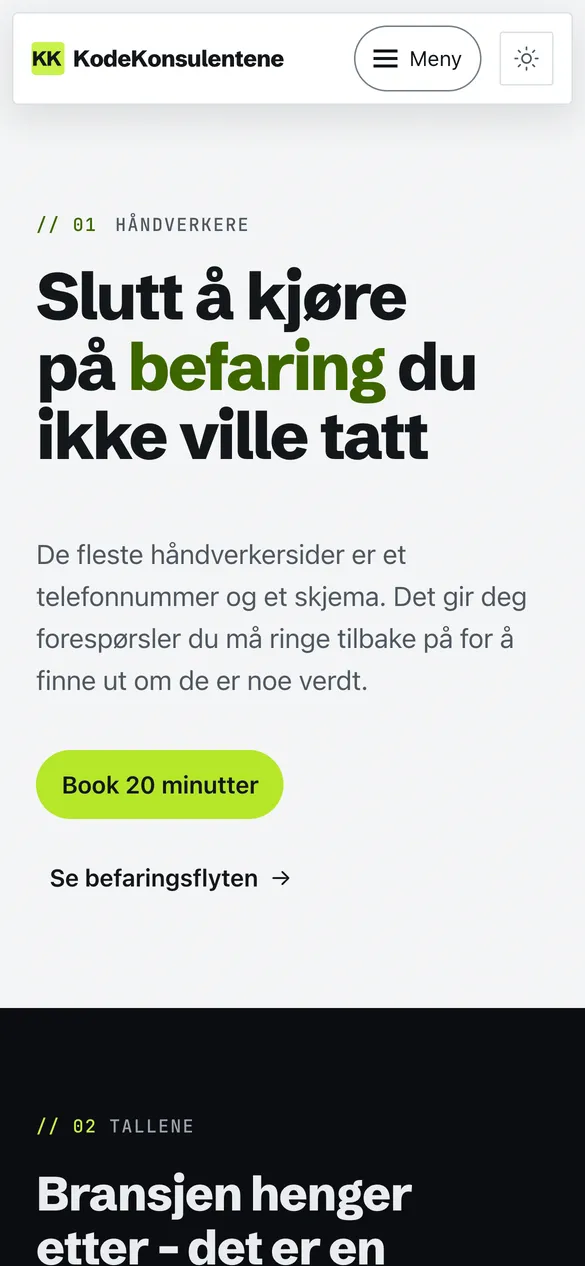 KK KodeKonsulentene Meny
// 01 HÅNDVERKERE
Slutt å kjøre
på befaring du
ikke ville tatt
De fleste håndverkersider er et
telefonnummer og et skjema. Det gir deg
forespørsler du må ringe tilbake på for å
finne ut om de er noe verdt.
Book 20 minutter
Se befaringsflyten →
// 02 TALLENE
Bransjen henger
etter – det er en